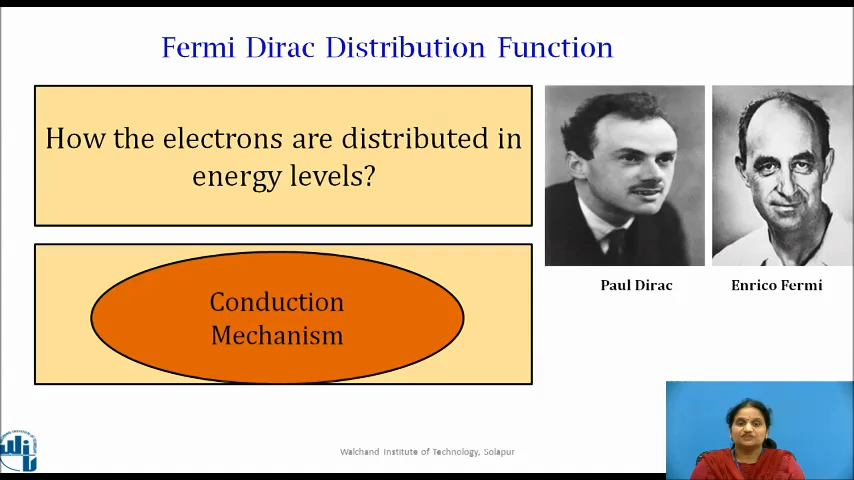 Fermi Dirac Distribution Function
How the electrons are distributed in
energy levels?
Conduction
Mechanism
Paul Dirac
Enrico Fermi
Walchand Institute of Technology, Solapur